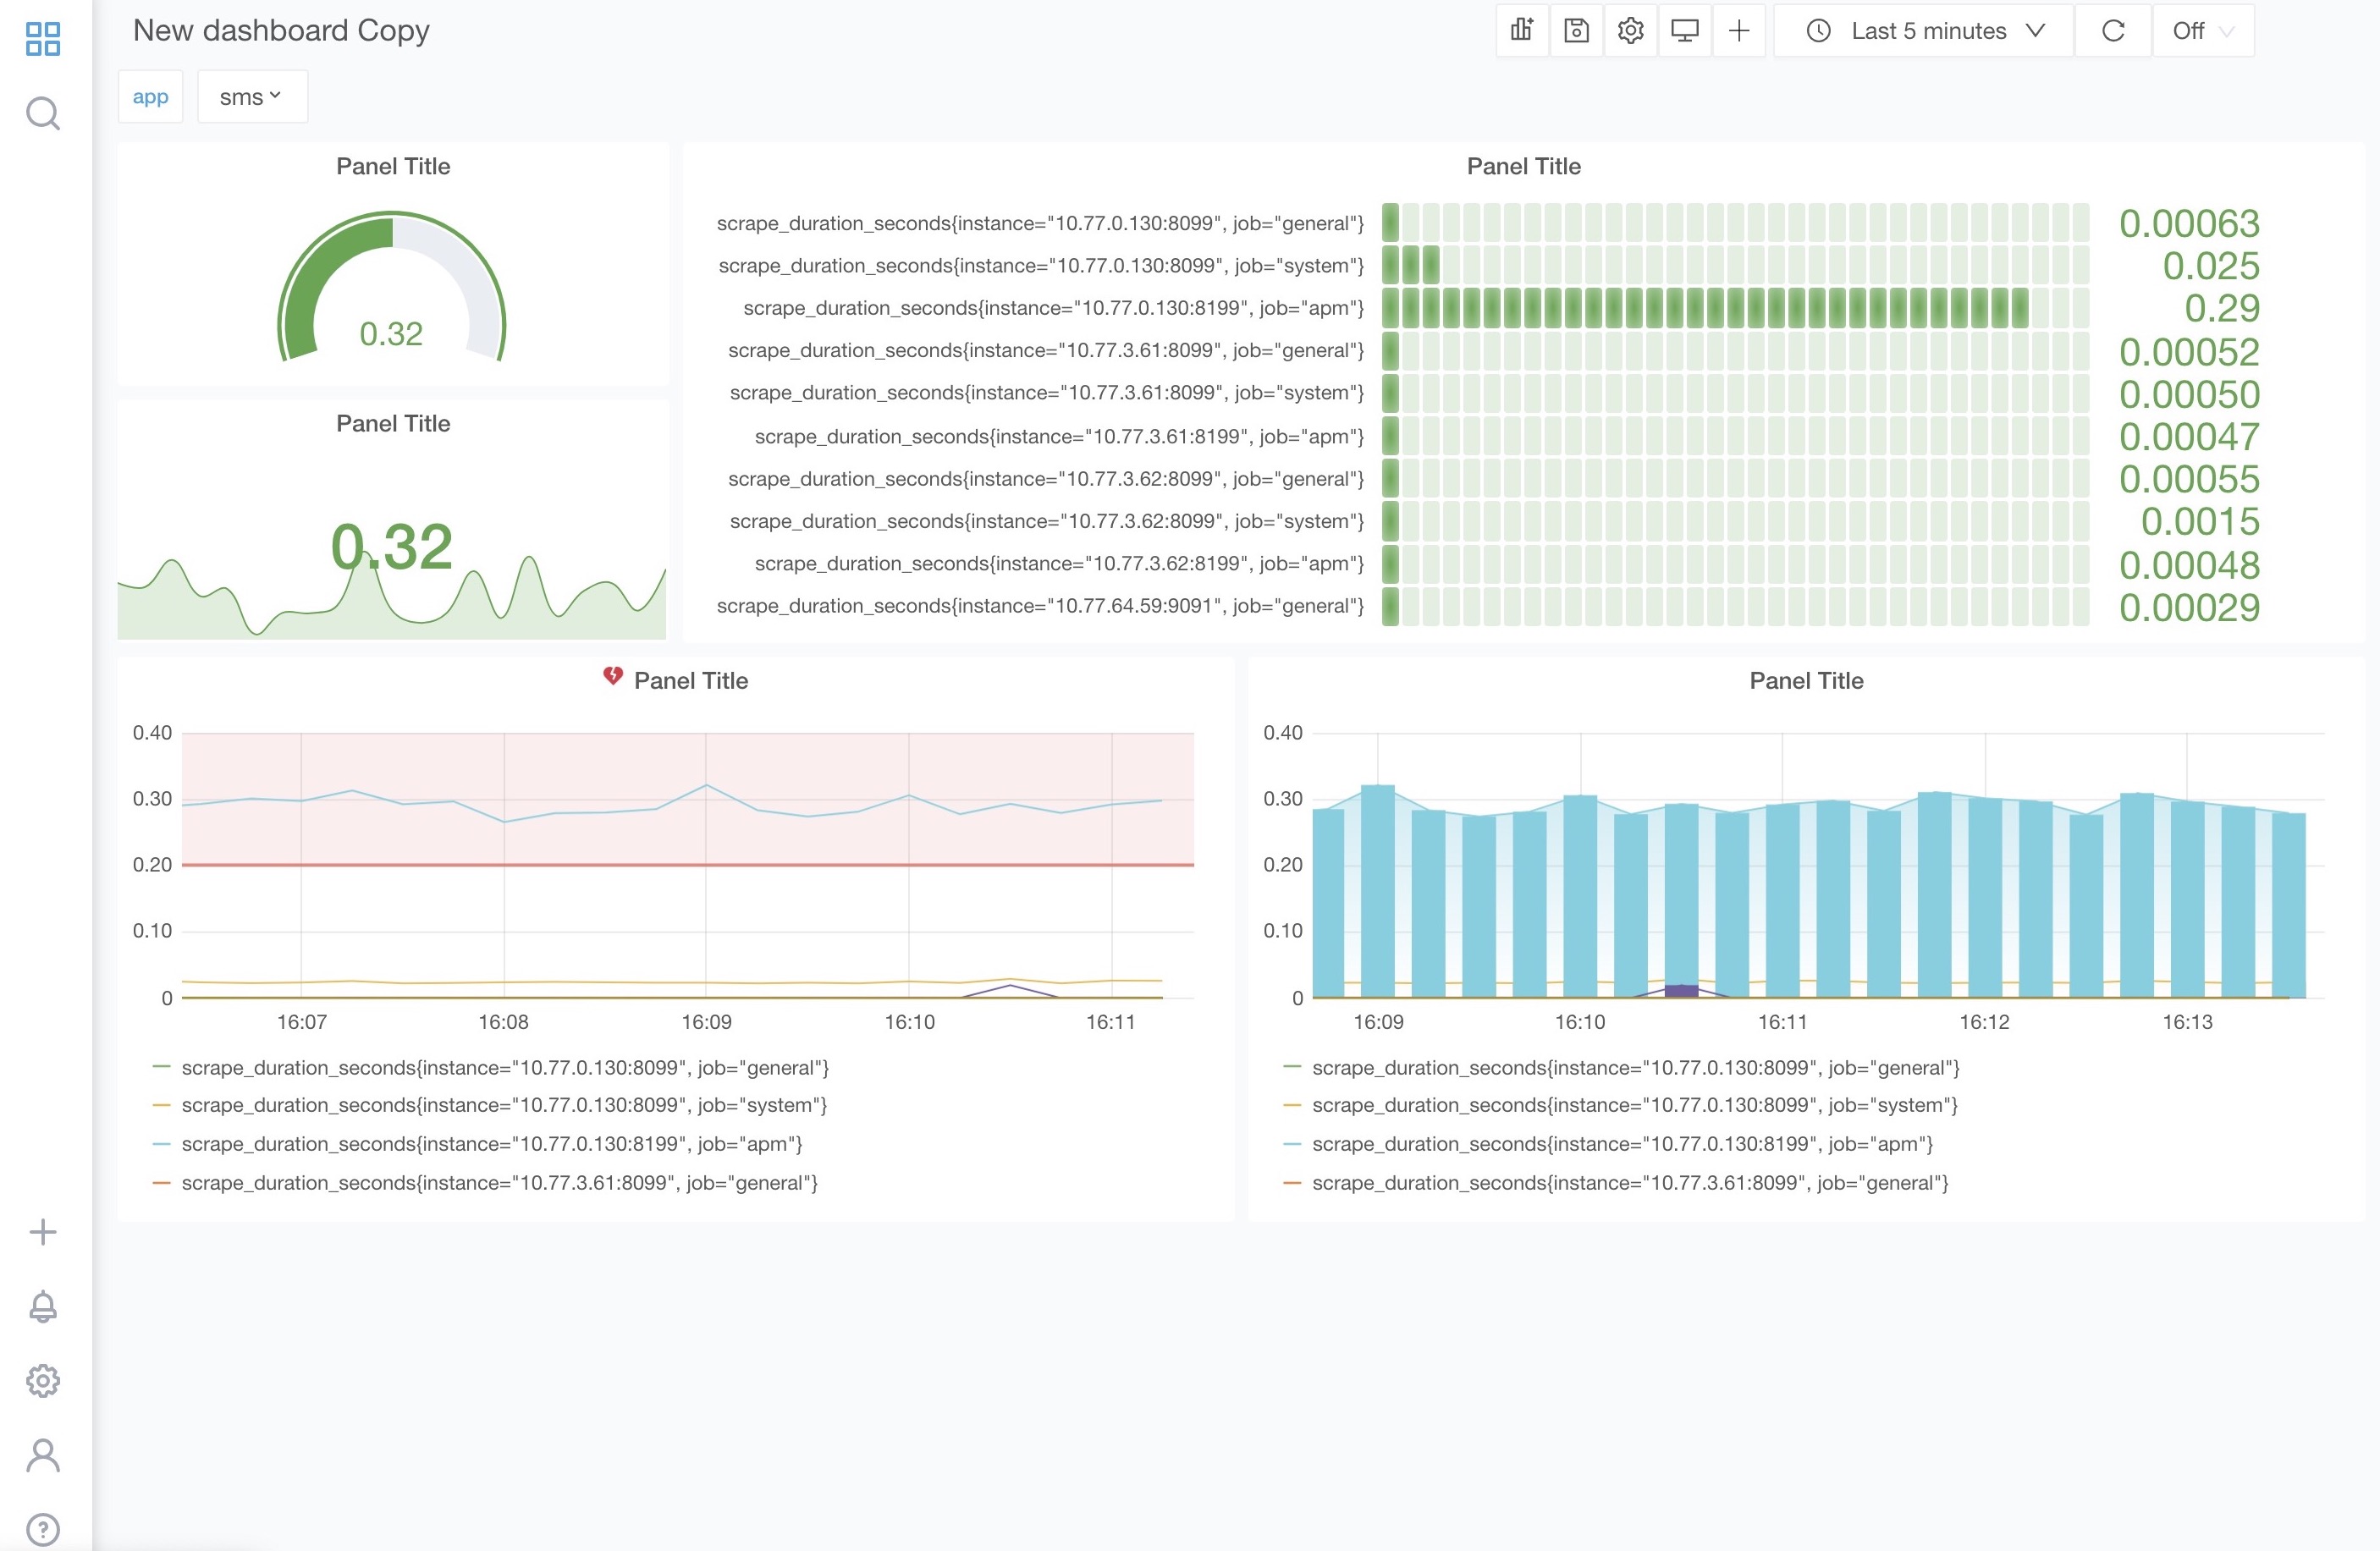 New dashboard Copy
Last 5 minutes
Off
app
sms
Panel Title
0.32
Panel Title
0.32
Panel Title
scrape_duration_seconds{instance="10.77.0.130:8099", job="general"} 0.00063
scrape_duration_seconds{instance="10.77.0.130:8099", job="system"} 0.025
scrape_duration_seconds{instance="10.77.0.130:8199", job="apm"} 0.29
scrape_duration_seconds{instance="10.77.3.61:8099", job="general"} 0.00052
scrape_duration_seconds{instance="10.77.3.61:8099", job="system"} 0.00050
scrape_duration_seconds{instance="10.77.3.61:8199", job="apm"} 0.00047
scrape_duration_seconds{instance="10.77.3.62:8099", job="general"} 0.00055
scrape_duration_seconds{instance="10.77.3.62:8099", job="system"} 0.0015
scrape_duration_seconds{instance="10.77.3.62:8199", job="apm"} 0.00048
scrape_duration_seconds{instance="10.77.64.59:9091", job="general"} 0.00029
Panel Title
0.40
0.30
0.20
0.10
0
16:07 16:08 16:09 16:10 16:11
scrape_duration_seconds{instance="10.77.0.130:8099", job="general"}
scrape_duration_seconds{instance="10.77.0.130:8099", job="system"}
scrape_duration_seconds{instance="10.77.0.130:8199", job="apm"}
scrape_duration_seconds{instance="10.77.3.61:8099", job="general"}
Panel Title
0.40
0.30
0.20
0.10
0
16:09 16:10 16:11 16:12 16:13
scrape_duration_seconds{instance="10.77.0.130:8099", job="general"}
scrape_duration_seconds{instance="10.77.0.130:8099", job="system"}
scrape_duration_seconds{instance="10.77.0.130:8199", job="apm"}
scrape_duration_seconds{instance="10.77.3.61:8099", job="general"}